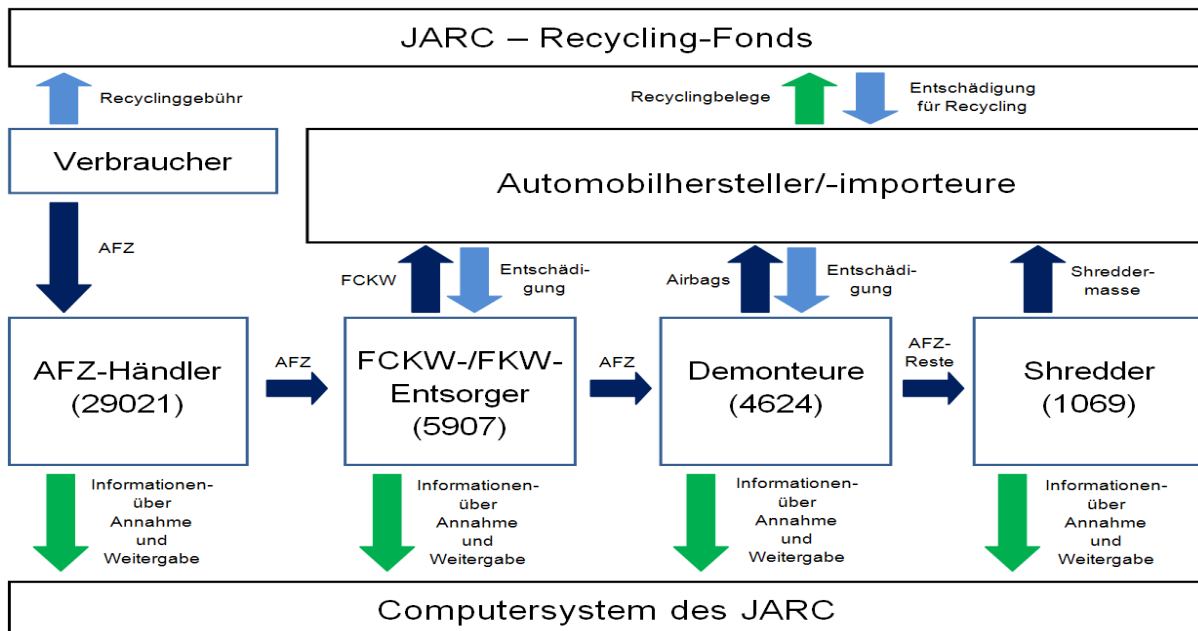 JARC – Recycling-Fonds
Recyclinggebühr
Recyclingbelege
Entschädigung
für Recycling
Verbraucher
Automobilhersteller/-importeure
AFZ
FCKW
Entschädi-
gung
Airbags
Entschädi-
gung
Shredder-
masse
AFZ-Händler
(29021)
AFZ
FCKW-/FKW-
Entsorger
(5907)
AFZ
Demonteure
(4624)
AFZ-
Reste
Shredder
(1069)
Informationen-
über
Annahme
und
Weitergabe
Informationen-
über
Annahme
und
Weitergabe
Informationen-
über
Annahme
und
Weitergabe
Informationen-
über
Annahme
und
Weitergabe
Computersystem des JARC